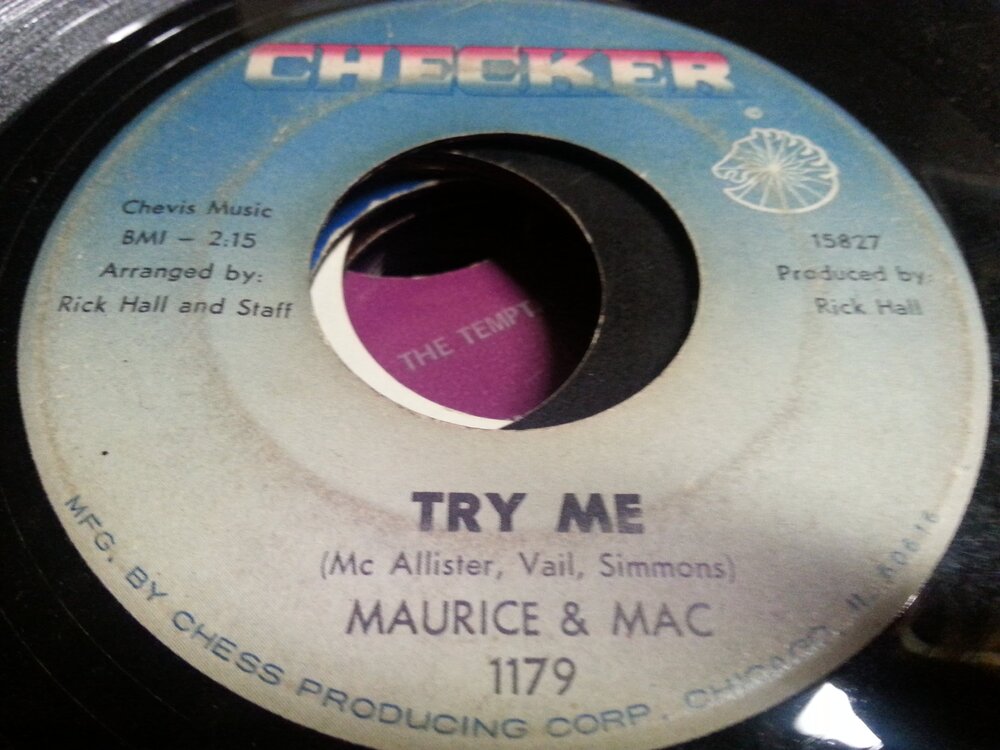 CHECKER
Chevis Music
BMI – 2:15
Arranged by:
Rick Hall and Staff
15827
Produced by:
Rick Hall
THE TEMPT
TRY ME
(Mc Allister, Vail, Simmons)
MAURICE & MAC
1179
MFG. BY CHESS PRODUCING CORP. CHICAGO, ILL. 60616